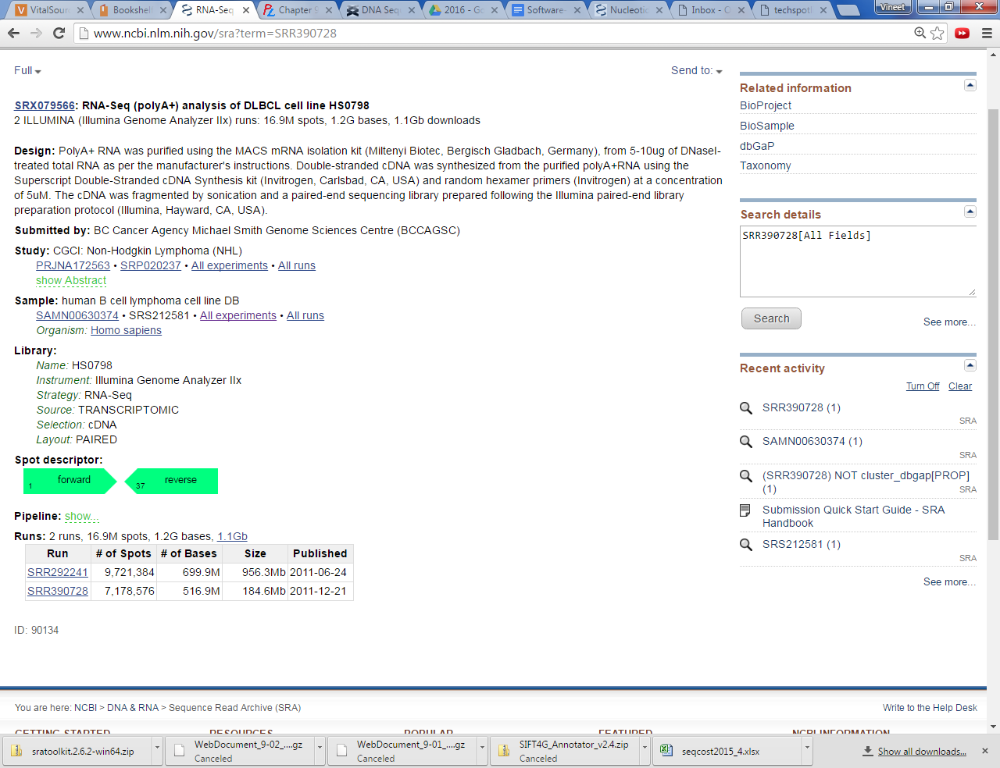 VitalSourc
Bookshelf
RNA-Seq
Chapter 9
DNA Sequ
2016 - Go
Software-
Nucleotid
Inbox - O
techspotl
Vineet
www.ncbi.nlm.nih.gov/sra?term=SRR390728
Full
Send to:
SRX079566: RNA-Seq (polyA+) analysis of DLBCL cell line HS0798
2 ILLUMINA (Illumina Genome Analyzer IIx) runs: 16.9M spots, 1.2G bases, 1.1Gb downloads
Design: PolyA+ RNA was purified using the MACS mRNA isolation kit (Miltenyi Biotec, Bergisch Gladbach, Germany), from 5-10ug of DNaseI-
treated total RNA as per the manufacturer's instructions. Double-stranded cDNA was synthesized from the purified polyA+RNA using the
Superscript Double-Stranded cDNA Synthesis kit (Invitrogen, Carlsbad, CA, USA) and random hexamer primers (Invitrogen) at a concentration
of 5uM. The cDNA was fragmented by sonication and a paired-end sequencing library prepared following the Illumina paired-end library
preparation protocol (Illumina, Hayward, CA, USA).
Submitted by: BC Cancer Agency Michael Smith Genome Sciences Centre (BCCAGSC)
Study: CGCI: Non-Hodgkin Lymphoma (NHL)
PRJNA172563 • SRP020237 • All experiments • All runs
show Abstract
Sample: human B cell lymphoma cell line DB
SAMN00630374 • SRS212581 • All experiments • All runs
Organism: Homo sapiens
Library:
Name: HS0798
Instrument: Illumina Genome Analyzer IIx
Strategy: RNA-Seq
Source: TRANSCRIPTOMIC
Selection: cDNA
Layout: PAIRED
Spot descriptor:
1 forward 37 reverse
Pipeline: show...
Runs: 2 runs, 16.9M spots, 1.2G bases, 1.1Gb
Run # of Spots # of Bases Size Published
SRR292241 9,721,384 699.9M 956.3Mb 2011-06-24
SRR390728 7,178,576 516.9M 184.6Mb 2011-12-21
ID: 90134
Related information
BioProject
BioSample
dbGaP
Taxonomy
Search details
SRR390728[All Fields]
Search
See more...
Recent activity
Turn Off Clear
SRR390728 (1)
SRA
SAMN00630374 (1)
SRA
(SRR390728) NOT cluster_dbgap[PROP]
(1)
SRA
Submission Quick Start Guide - SRA
Handbook
SRS212581 (1)
SRA
See more...
You are here: NCBI > DNA & RNA > Sequence Read Archive (SRA)
Write to the Help Desk
GETTING STARTED
RESOURCES
POPULAR
FEATURED
NCBI INFORMATION
sratoolkit.2.6.2-win64.zip
WebDocument_9-02_....gz
Canceled
WebDocument_9-01_....gz
Canceled
SIFT4G_Annotator_v2.4.zip
Canceled
seqcost2015_4.xlsx
Show all downloads...